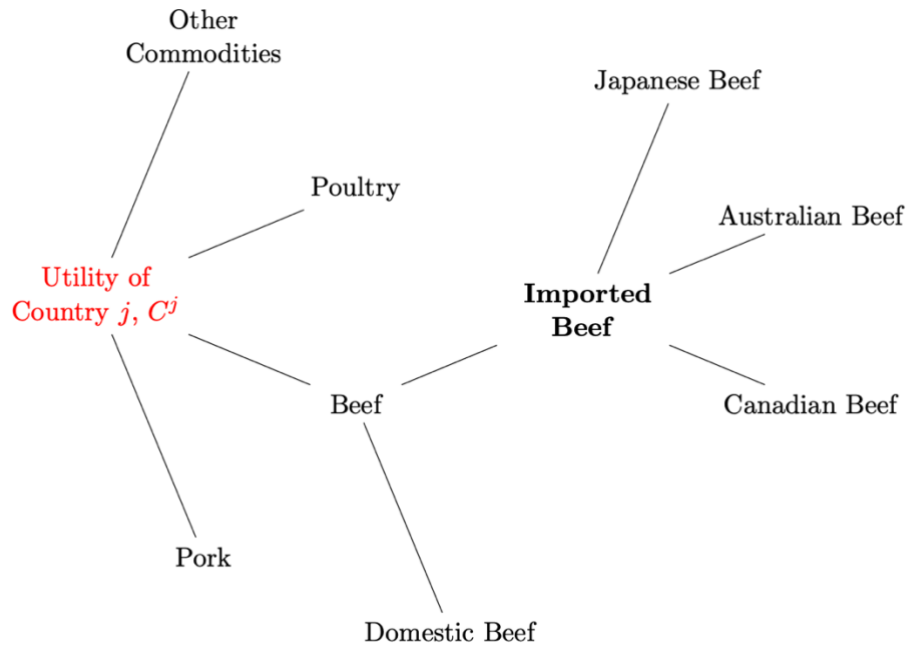 Other
Commodities
Japanese Beef
Poultry
Australian Beef
Utility of
Country j, C^j
Imported
Beef
Beef
Canadian Beef
Pork
Domestic Beef